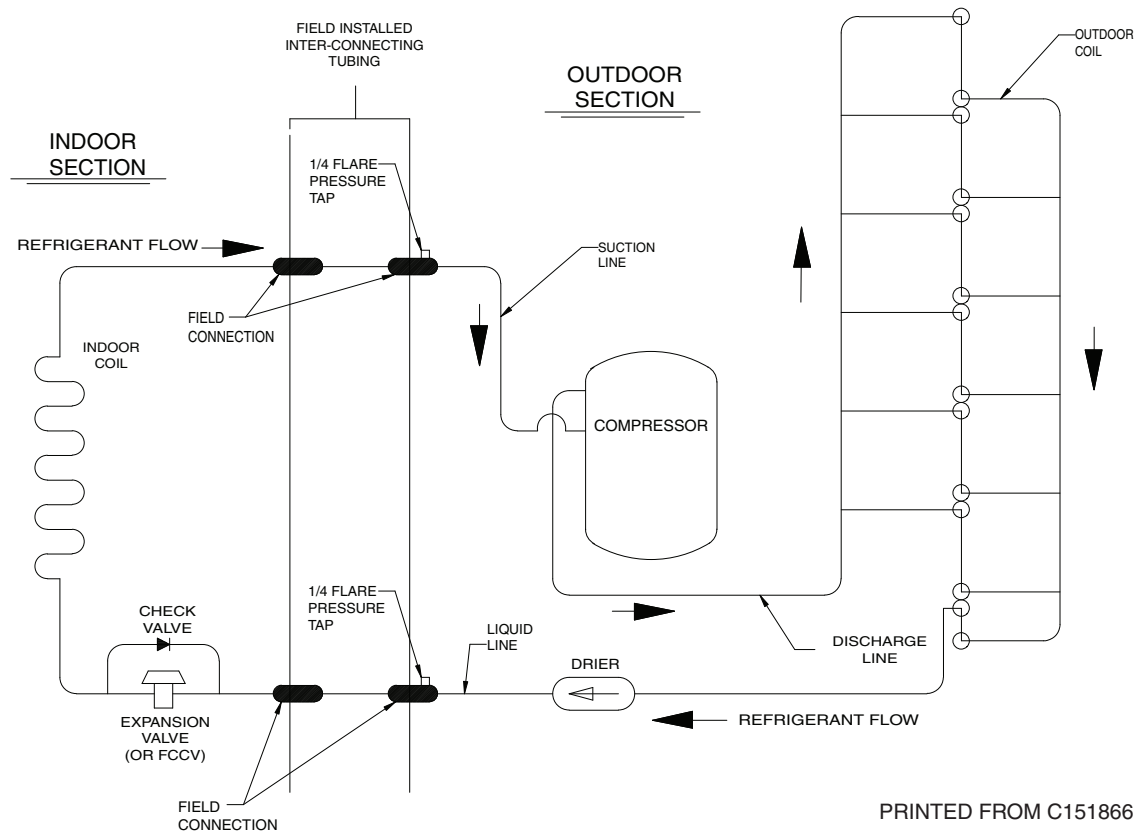 FIELD INSTALLED
INTER-CONNECTING
TUBING
OUTDOOR
SECTION
OUTDOOR
COIL
INDOOR
SECTION
1/4 FLARE
PRESSURE
TAP
REFRIGERANT FLOW
SUCTION
LINE
FIELD
CONNECTION
INDOOR
COIL
COMPRESSOR
1/4 FLARE
PRESSURE
TAP
CHECK
VALVE
LIQUID
LINE
DISCHARGE
LINE
DRIER
EXPANSION
VALVE
(OR FCCV)
REFRIGERANT FLOW
FIELD
CONNECTION
PRINTED FROM C151866